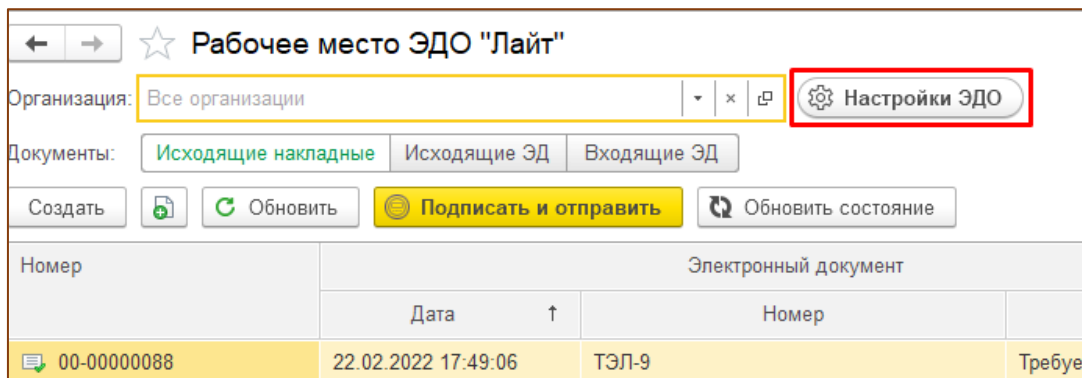 Рабочее место ЭДО "Лайт"
Организация: Все организации Настройки ЭДО
Документы: Исходящие накладные Исходящие ЭД Входящие ЭД
Создать Обновить Подписать и отправить Обновить состояние
Номер Электронный документ
Дата ↑ Номер
00-00000088 22.02.2022 17:49:06 ТЭЛ-9 Требуе